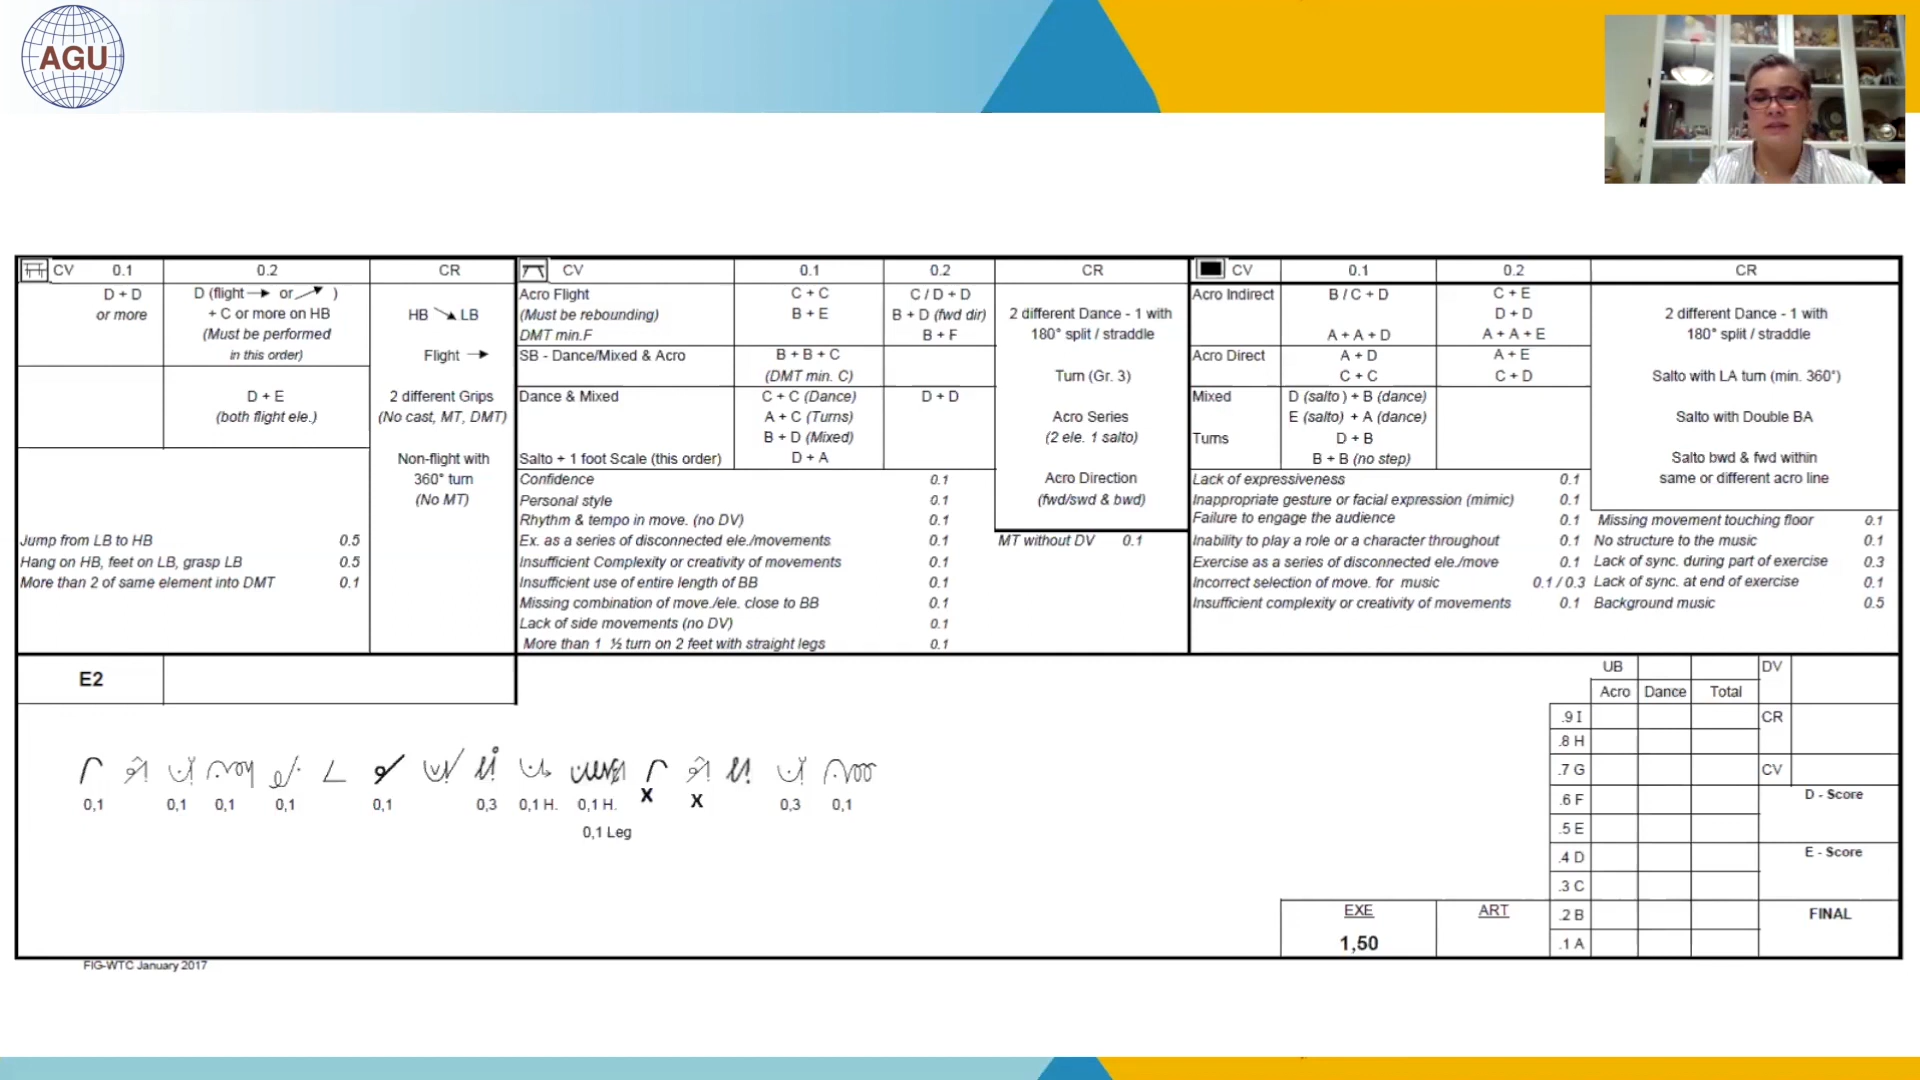 AGU
CV 0.1 0.2 CR
D + D
or more
D (flight or )
+ C or more on HB
(Must be performed
in this order)
D + E
(both flight ele.)
HB LB
Flight
2 different Grips
(No cast, MT, DMT)
Non-flight with
360° turn
(No MT)
Jump from LB to HB 0.5
Hang on HB, feet on LB, grasp LB 0.5
More than 2 of same element into DMT 0.1
CV 0.1 0.2 CR
Acro Flight C + C C / D + D
(Must be rebounding) B + E B + D (fwd dir)
DMT min.F B + F
SB - Dance/Mixed & Acro B + B + C
(DMT min. C)
Dance & Mixed C + C (Dance) D + D
A + C (Turns)
B + D (Mixed)
Salto + 1 foot Scale (this order) D + A
Confidence 0.1
Personal style 0.1
Rhythm & tempo in move. (no DV) 0.1
Ex. as a series of disconnected ele./movements 0.1
Insufficient Complexity or creativity of movements 0.1
Insufficient use of entire length of BB 0.1
Missing combination of move./ele. close to BB 0.1
Lack of side movements (no DV) 0.1
More than 1 ½ turn on 2 feet with straight legs 0.1
2 different Dance - 1 with
180° split / straddle
Turn (Gr. 3)
Acro Series
(2 ele. 1 salto)
Acro Direction
(fwd/swd & bwd)
MT without DV 0.1
CV 0.1 0.2 CR
Acro Indirect B / C + D C + E
D + D
A + A + D A + A + E
Acro Direct A + D A + E
C + C C + D
Mixed D (salto ) + B (dance)
E (salto) + A (dance)
Turns D + B
B + B (no step)
2 different Dance - 1 with
180° split / straddle
Salto with LA turn (min. 360°)
Salto with Double BA
Salto bwd & fwd within
same or different acro line
Lack of expressiveness 0.1
Inappropriate gesture or facial expression (mimic) 0.1
Failure to engage the audience 0.1
Inability to play a role or a character throughout 0.1
Exercise as a series of disconnected ele./move 0.1
Incorrect selection of move. for music 0.1 / 0.3
Insufficient complexity or creativity of movements 0.1
Missing movement touching floor 0.1
No structure to the music 0.1
Lack of sync. during part of exercise 0.3
Lack of sync. at end of exercise 0.1
Background music 0.5
E2
0,1 0,1 0,1 0,1 0,1 0,3 0,1 H. 0,1 H. X X 0,3 0,1
0,1 Leg
UB DV
Acro Dance Total
.9 I CR
.8 H
.7 G CV
.6 F D - Score
.5 E
.4 D E - Score
.3 C
.2 B FINAL
.1 A
EXE ART
1,50
FIG-WTC January 2017